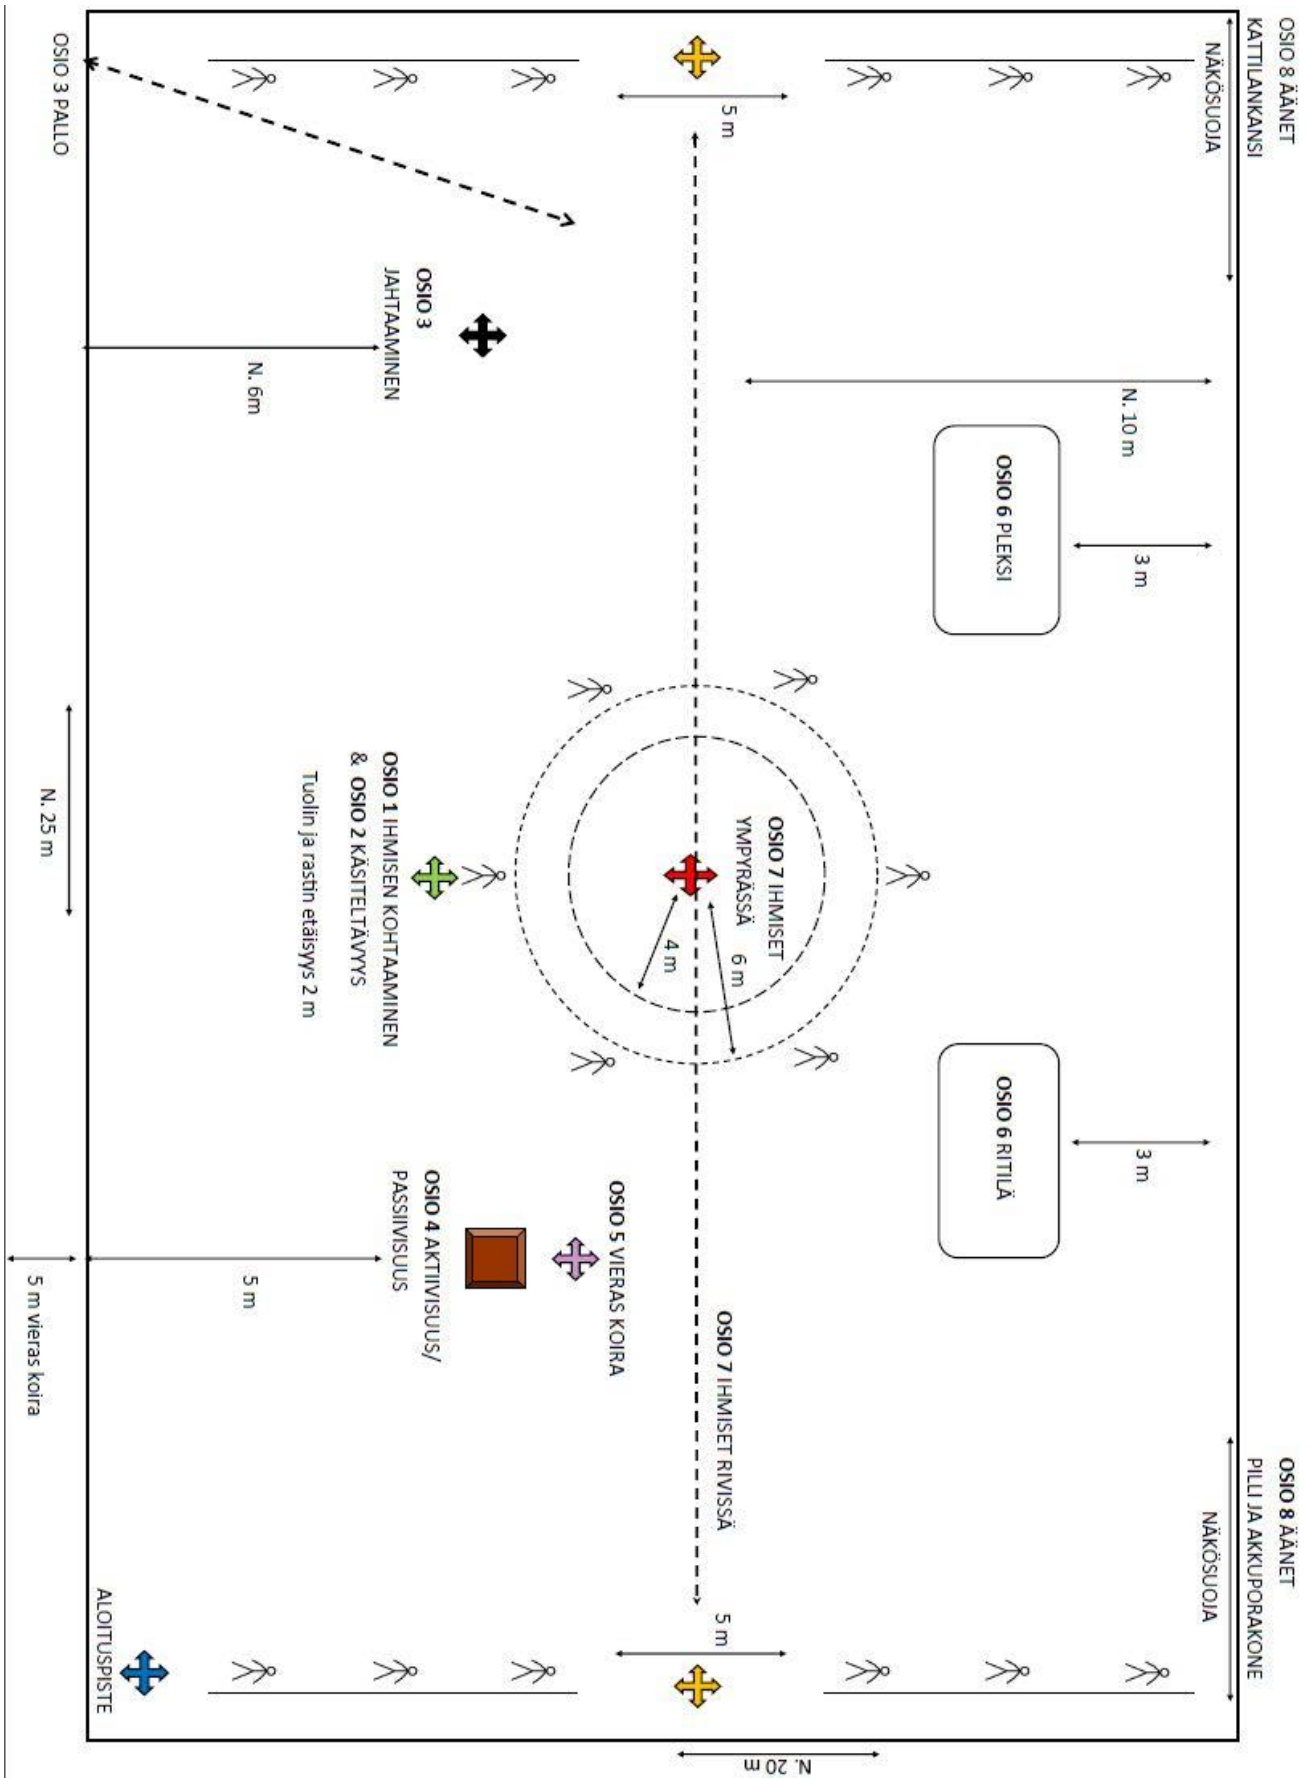 OSIO 8 ÄÄNET
KATTILANKANSI
NÄKÖSUOJA
OSIO 8 ÄÄNET
PILLI JA AKKUPORAKONE
NÄKÖSUOJA
N. 10 m
3 m
3 m
OSIO 6 PLEKSI
OSIO 6 RITILÄ
5 m
OSIO 7 IHMISET
YMPYRÄSSÄ
6 m
4 m
OSIO 7 IHMISET RIVISSÄ
5 m
N. 20 m
OSIO 5 VIERAS KOIRA
OSIO 3
JAHTAAMINEN
OSIO 1 IHMISEN KOHTAAMINEN
& OSIO 2 KÄSITELTÄVYYS
Tuolin ja rastin etäisyys 2 m
OSIO 4 AKTIIVISUUS/
PASSIIVISUUS
N. 6m
5 m
ALOITUSPISTE
OSIO 3 PALLO
N. 25 m
5 m vieras koira